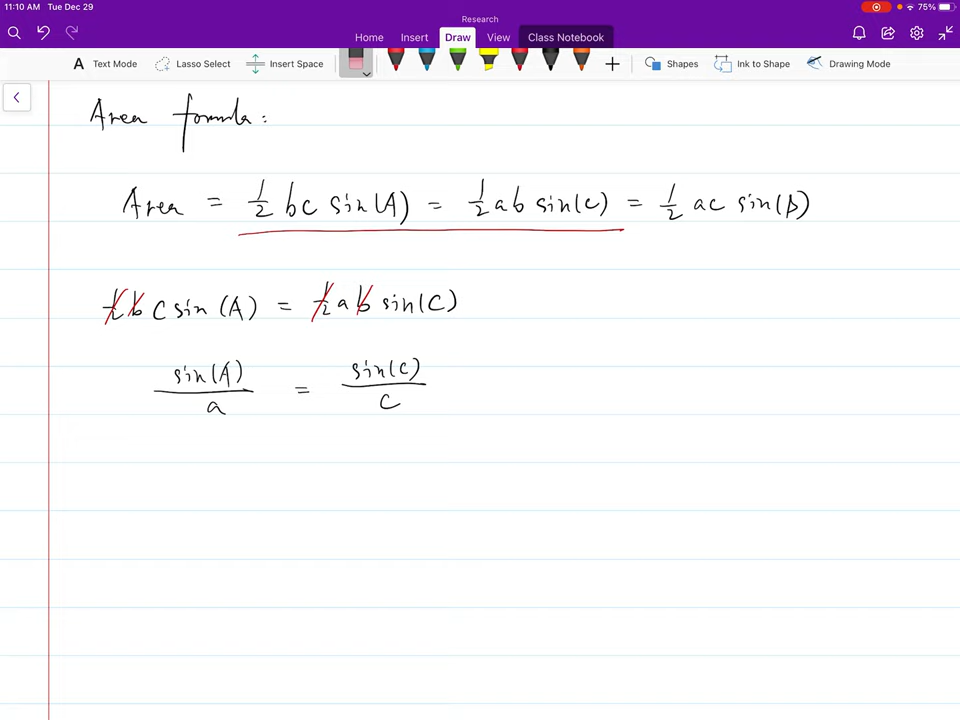 11:10 AM Tue Dec 29 75%
Research
Home Insert Draw View Class Notebook
A Text Mode Lasso Select Insert Space Shapes Ink to Shape Drawing Mode
Area formula:
Area = 1/2 bc sin(A) = 1/2 ab sin(C) = 1/2 ac sin(B)
1/2 b c sin(A) = 1/2 a b sin(C)
sin(A)/a = sin(C)/c